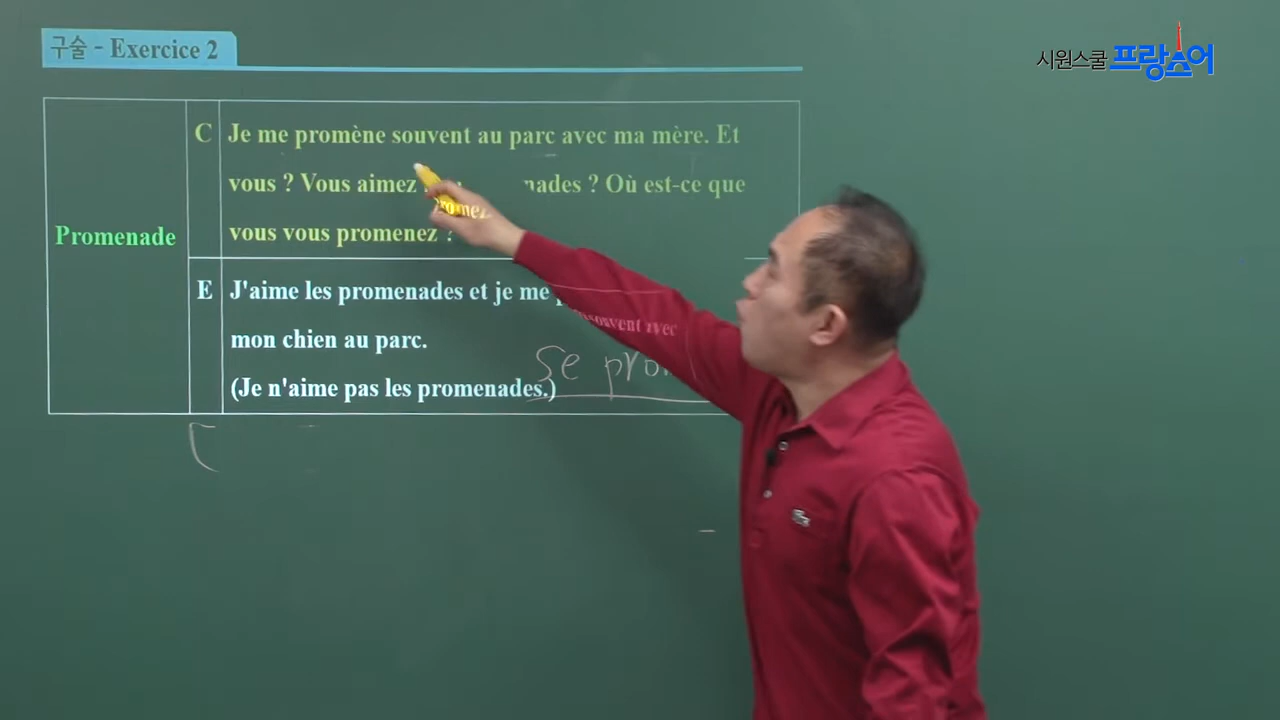 구술 - Exercice 2
시원스쿨 프랑스어
Promenade
C
Je me promène souvent au parc avec ma mère. Et
vous ? Vous aimez nades ? Où est-ce que
vous vous promenez ?
E
J'aime les promenades et je me
souvent avec
mon chien au parc.
(Je n'aime pas les promenades.)
se